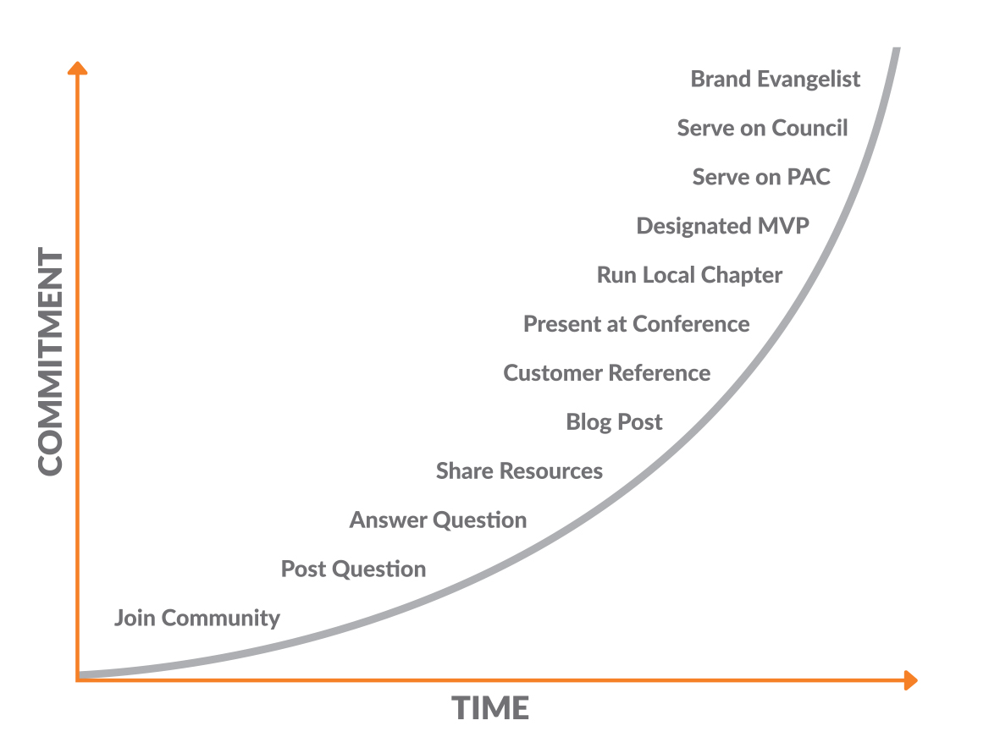 Brand Evangelist
Serve on Council
Serve on PAC
Designated MVP
Run Local Chapter
Present at Conference
Customer Reference
Blog Post
Share Resources
Answer Question
Post Question
Join Community
COMMITMENT
TIME